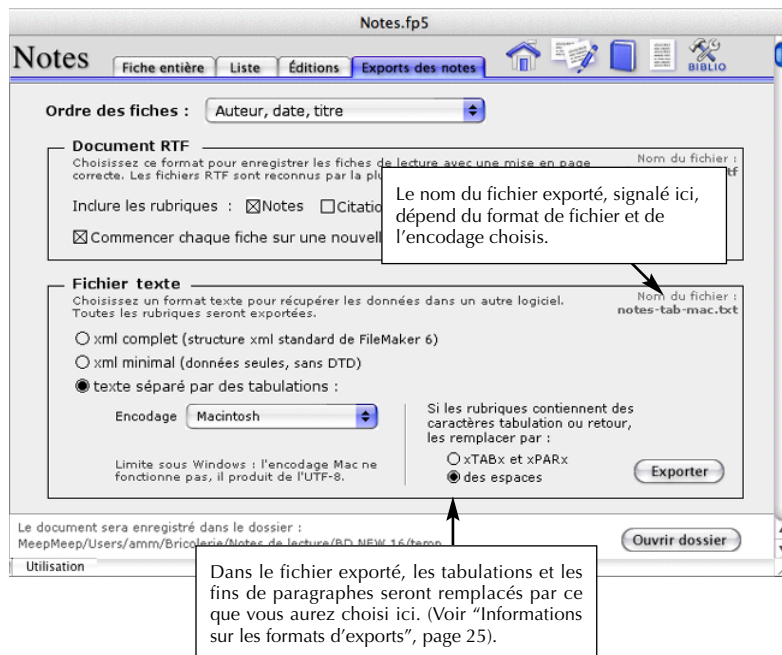 Notes.fp5
Notes
Fiche entière
Liste
Éditions
Exports des notes
BIBLIO
Ordre des fiches :
Auteur, date, titre
Document RTF
Choisissez ce format pour enregistrer les fiches de lecture avec une mise en page
correcte. Les fichiers RTF sont reconnus par la
Nom du fichier :
Inclure les rubriques : Notes
Commencer chaque fiche sur une
Le nom du fichier exporté, signalé ici,
dépend du format de fichier et de
l'encodage choisis.
Fichier texte
Choisissez un format texte pour récupérer les données dans un autre logiciel.
Toutes les rubriques seront exportées.
Nom du fichier :
notes-tab-mac.txt
xml complet (structure xml standard de FileMaker 6)
xml minimal (données seules, sans DTD)
texte séparé par des tabulations :
Encodage
Macintosh
Limite sous Windows : l'encodage Mac ne
fonctionne pas, il produit de l'UTF-8.
Si les rubriques contiennent des
caractères tabulation ou retour,
les remplacer par :
xTABx et xPARx
des espaces
Exporter
Le document sera enregistré dans le dossier :
MeepMeep/Users/amm/Bricolerie/Notes de lecture/BD NEW 16/temp
Ouvrir dossier
Utilisation
Dans le fichier exporté, les tabulations et les
fins de paragraphes seront remplacés par ce
que vous aurez choisi ici. (Voir “Informations
sur les formats d'exports”, page 25).